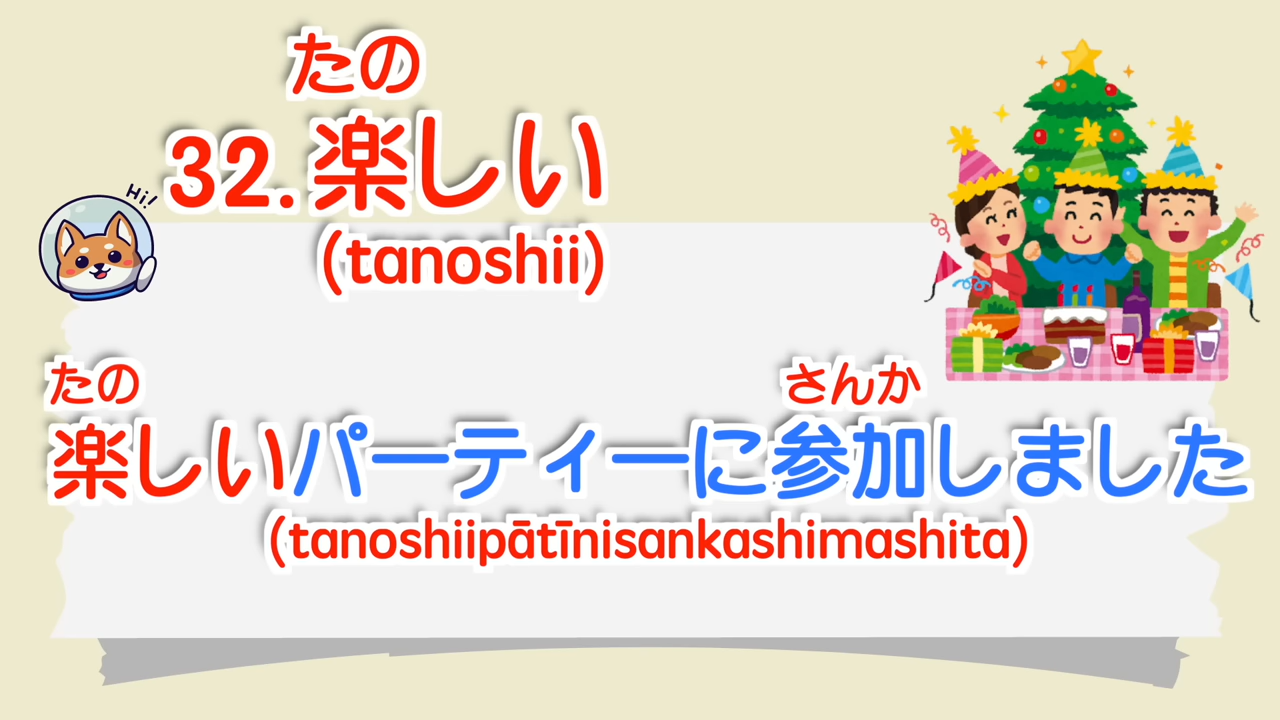 たの
32.楽しい
(tanoshii)
Hi!
たの さんか
楽しいパーティーに参加しました
(tanoshiipātīnisankashimashita)